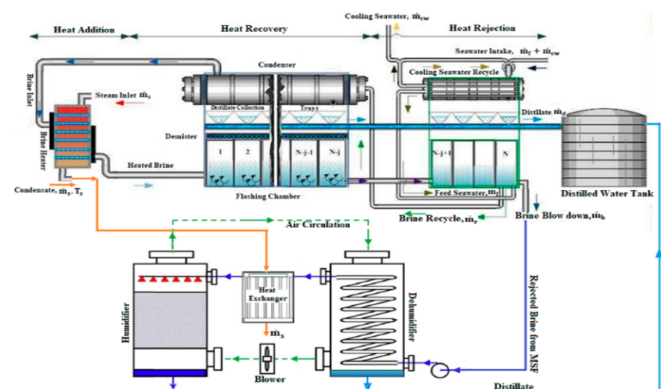 Cooling Seawater, ṁcw
Heat Addition
Heat Recovery
Heat Rejection
Seawater Intake, ṁf + ṁcw
Condenser
Cooling Seawater Recycle
Brine Inlet
Steam Inlet ṁs
Distillate Collection
Trays
Distillate ṁd
Demister
Brine Heater
1
2
N-j-1
N-j
N-j+1
N
Heated Brine
Condensate, ṁs, Ts
Flashing Chamber
Feed Seawater, ṁf
Distilled Water Tank
Brine Recycle, ṁr
Brine Blow down, ṁb
Air Circulation
Humidifier
Heat
Exchanger
Dehumidifier
Rejected Brine from MSF
ṁs
Blower
Distillate